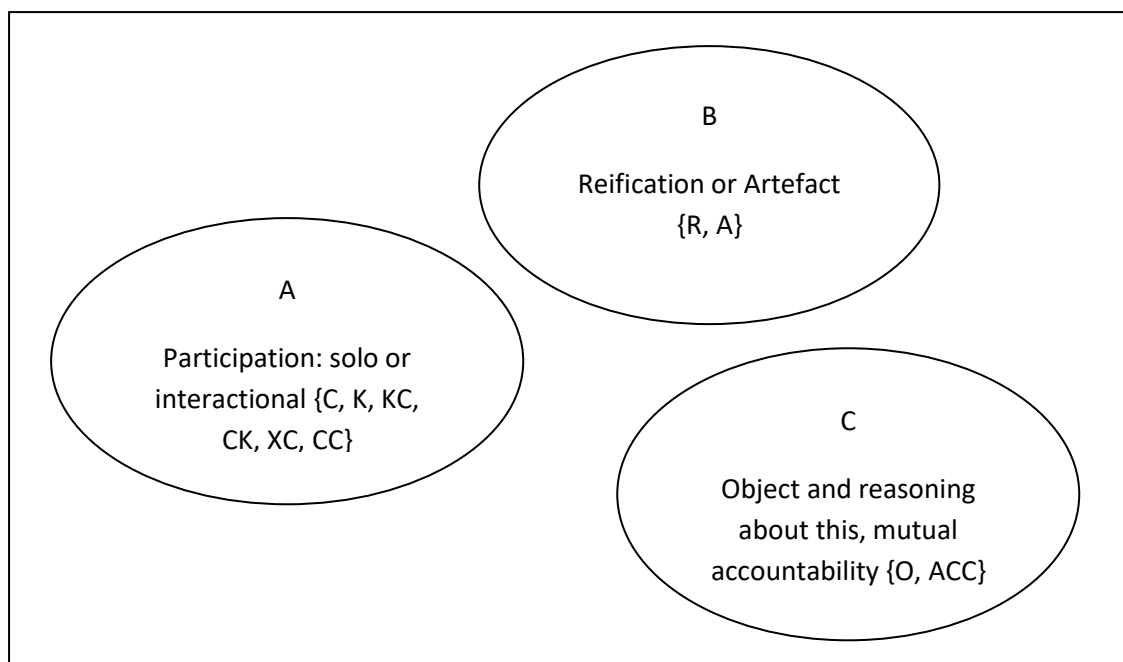 B
Reification or Artefact
{R, A}
A
Participation: solo or
interactional {C, K, KC,
CK, XC, CC}
C
Object and reasoning
about this, mutual
accountability {O, ACC}